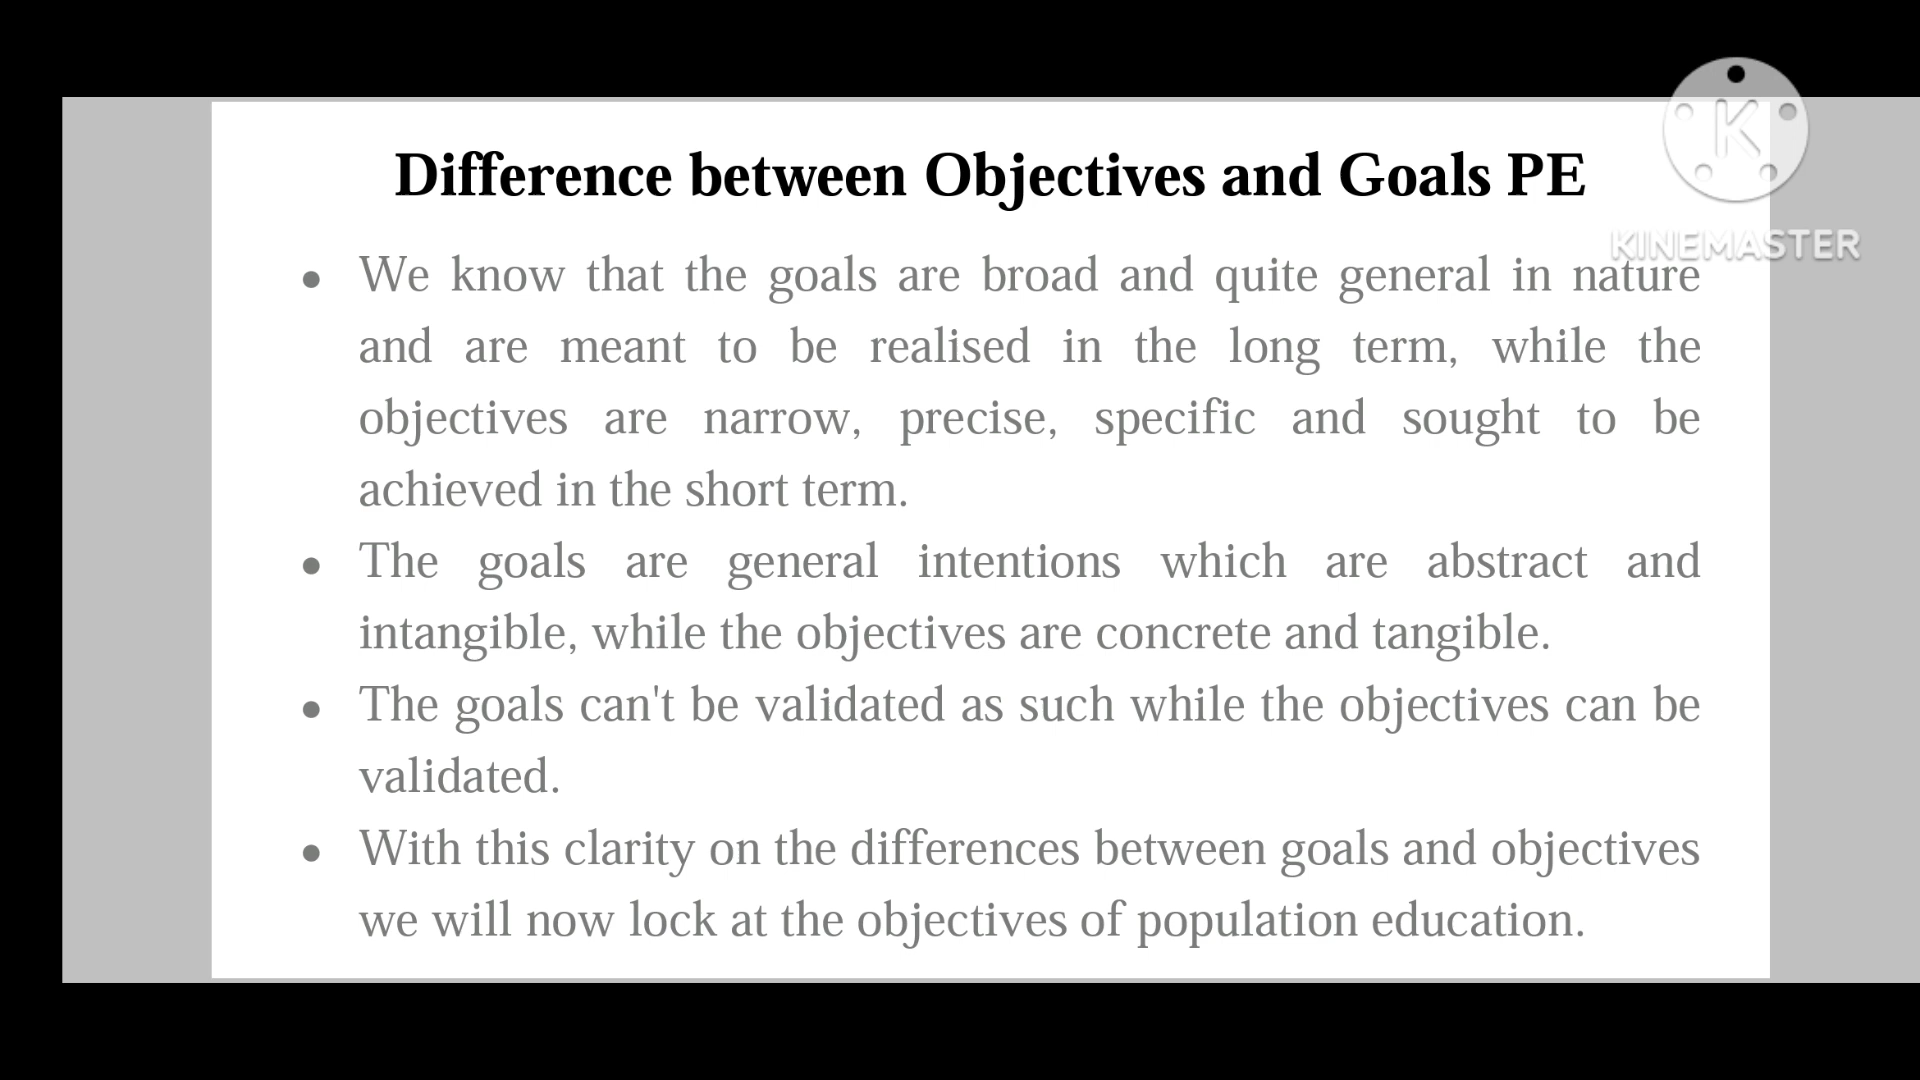 Difference between Objectives and Goals PE
K
KINEMASTER
• We know that the goals are broad and quite general in nature
and are meant to be realised in the long term, while the
objectives are narrow, precise, specific and sought to be
achieved in the short term.
• The goals are general intentions which are abstract and
intangible, while the objectives are concrete and tangible.
• The goals can't be validated as such while the objectives can be
validated.
• With this clarity on the differences between goals and objectives
we will now lock at the objectives of population education.